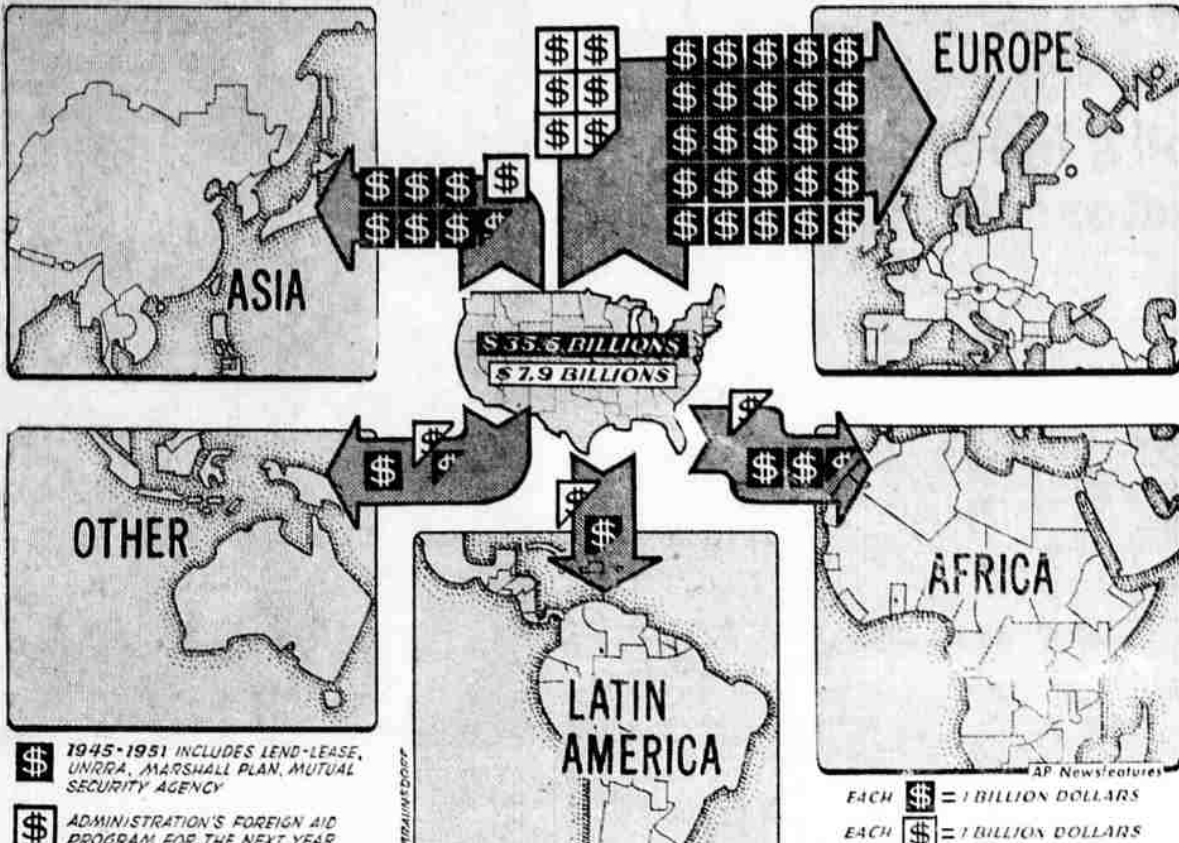 EUROPE
ASIA
$ 35.6 BILLIONS
$ 7.9 BILLIONS
OTHER
AFRICA
LATIN
AMERICA
$ 1945-1951 INCLUDES LEND-LEASE,
UNRRA, MARSHALL PLAN, MUTUAL
SECURITY AGENCY
$ ADMINISTRATION'S FOREIGN AID
PROGRAM FOR THE NEXT YEAR
AP Newsfeatures
EACH $ = 1 BILLION DOLLARS
EACH $ = 1 BILLION DOLLARS